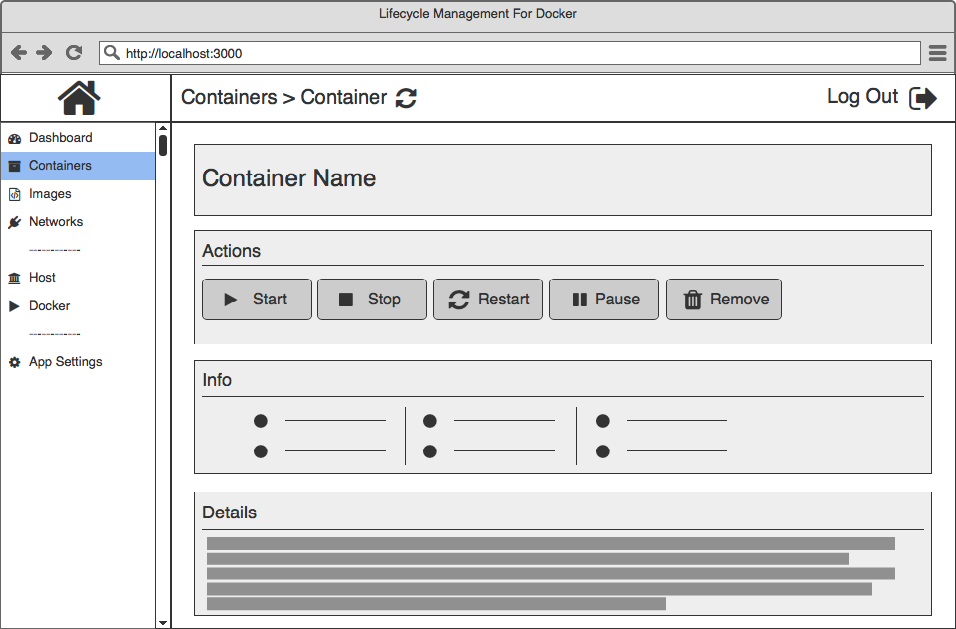 Lifecycle Management For Docker
http://localhost:3000
Containers > Container
Log Out
Dashboard
Containers
Images
Networks
------------
Host
Docker
------------
App Settings
Container Name
Actions
Start Stop Restart Pause Remove
Info
Details